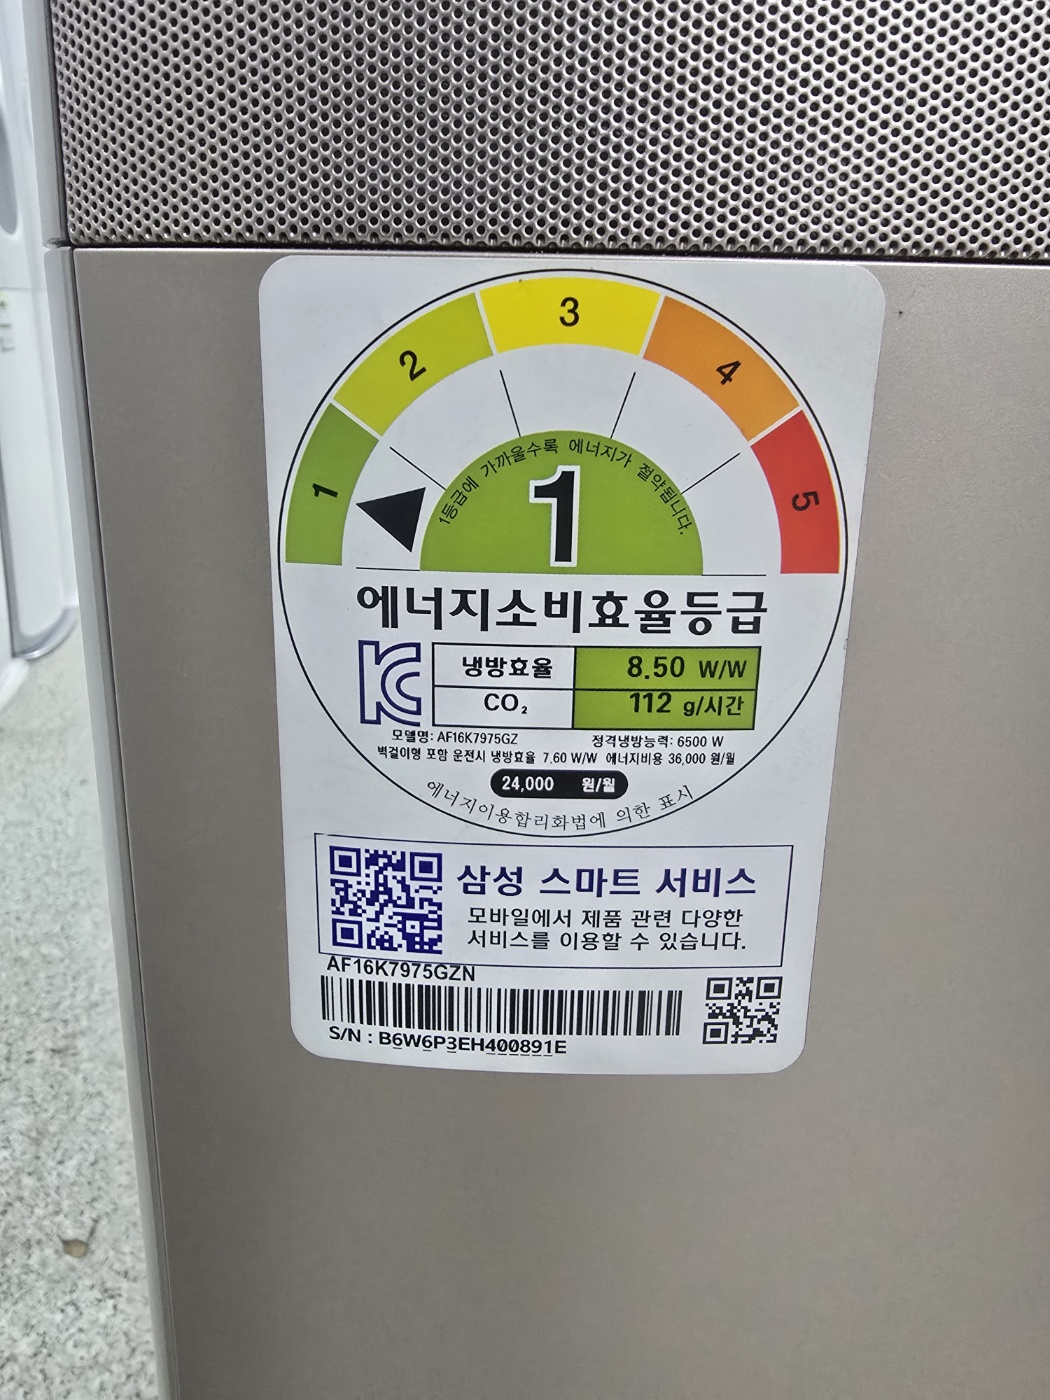 1
2
3
4
5
1등급에 가까울수록 에너지가 절약됩니다.
1
에너지소비효율등급
KC
냉방효율 8.50 W/W
CO₂ 112 g/시간
모델명: AF16K7975GZ 정격냉방능력: 6500 W
벽걸이형 포함 운전시 냉방효율 7.60 W/W 에너지비용 36,000 원/월
24,000 원/월
에너지이용합리화법에 의한 표시
삼성 스마트 서비스
모바일에서 제품 관련 다양한
서비스를 이용할 수 있습니다.
AF16K7975GZN
S/N : B6W6P3EH400891E